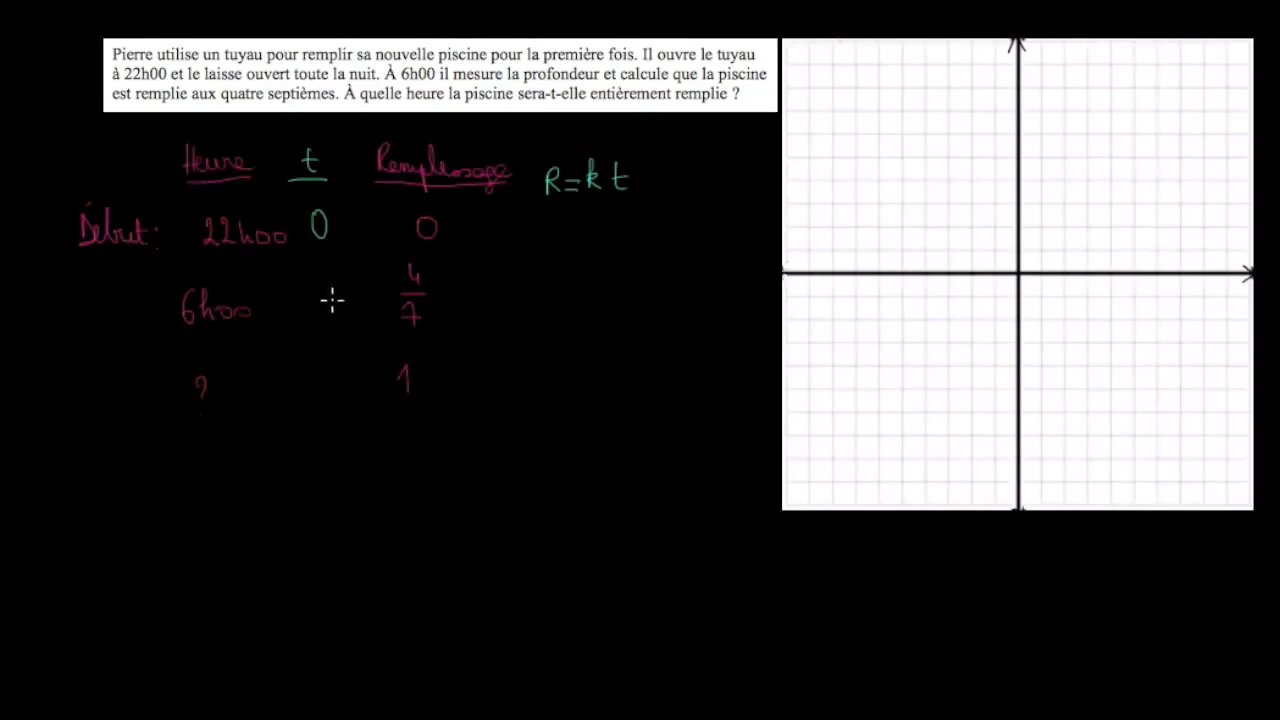 Pierre utilise un tuyau pour remplir sa nouvelle piscine pour la première fois. Il ouvre le tuyau
à 22h00 et le laisse ouvert toute la nuit. À 6h00 il mesure la profondeur et calcule que la piscine
est remplie aux quatre septièmes. À quelle heure la piscine sera-t-elle entièrement remplie ?
Heure t Remplissage R=kt
Début: 22h00 0 0
6h00 4/7
? 1